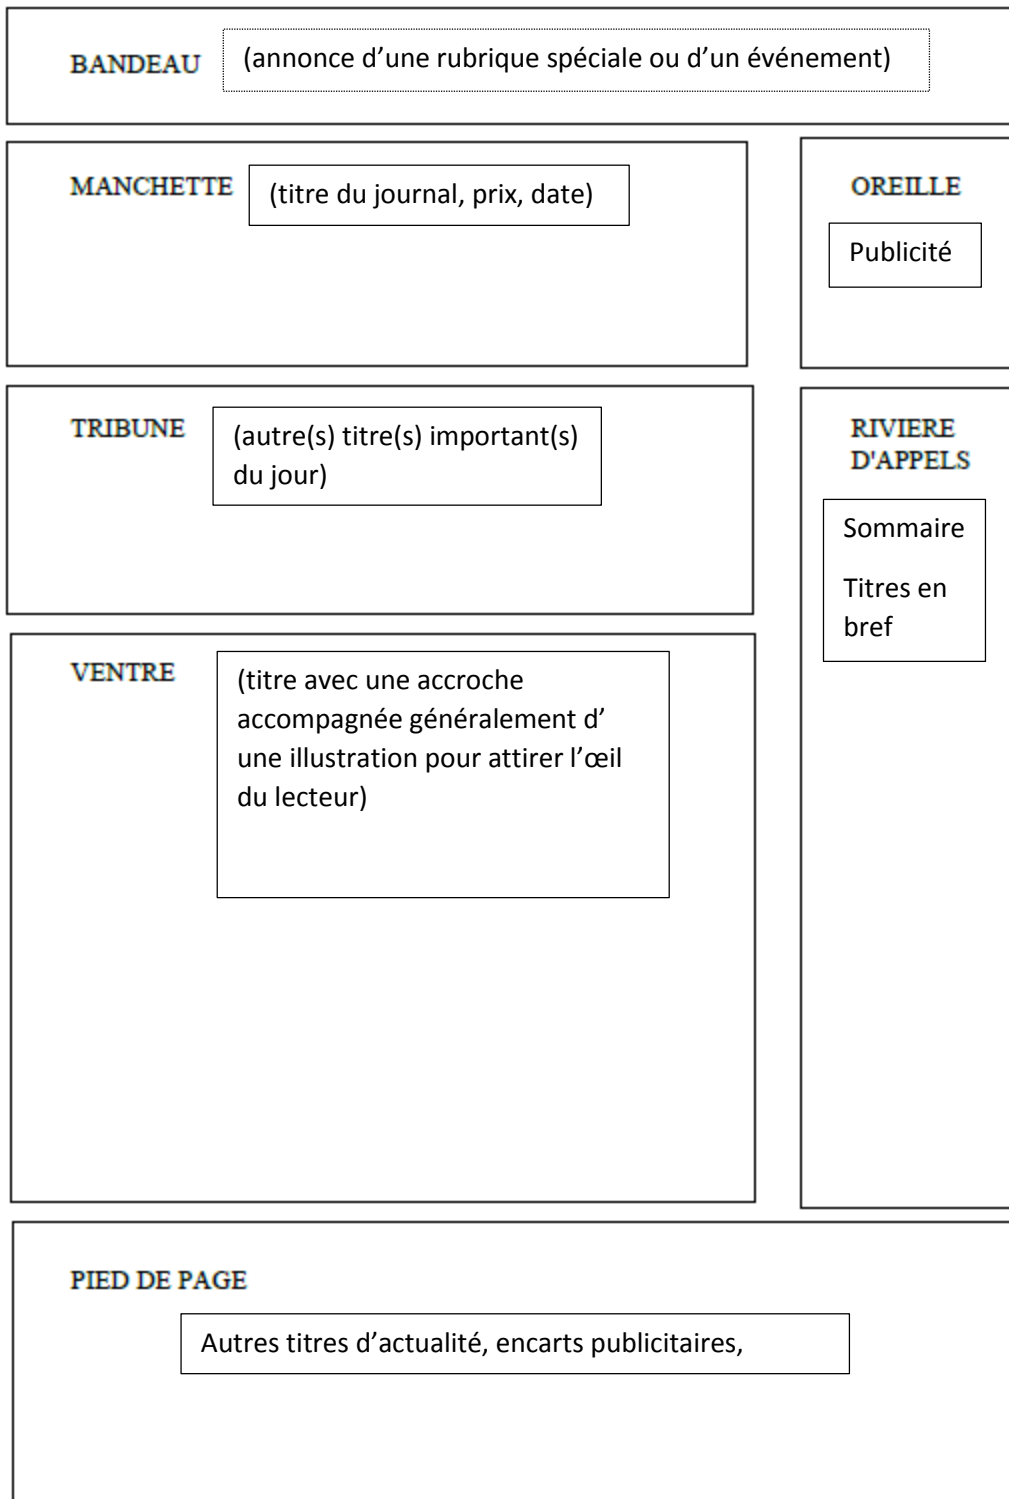 BANDEAU
(annonce d’une rubrique spéciale ou d’un événement)
MANCHETTE
(titre du journal, prix, date)
OREILLE
Publicité
TRIBUNE
(autre(s) titre(s) important(s)
du jour)
RIVIERE
D'APPELS
Sommaire
Titres en
bref
VENTRE
(titre avec une accroche
accompagnée généralement d’
une illustration pour attirer l’œil
du lecteur)
PIED DE PAGE
Autres titres d’actualité, encarts publicitaires,